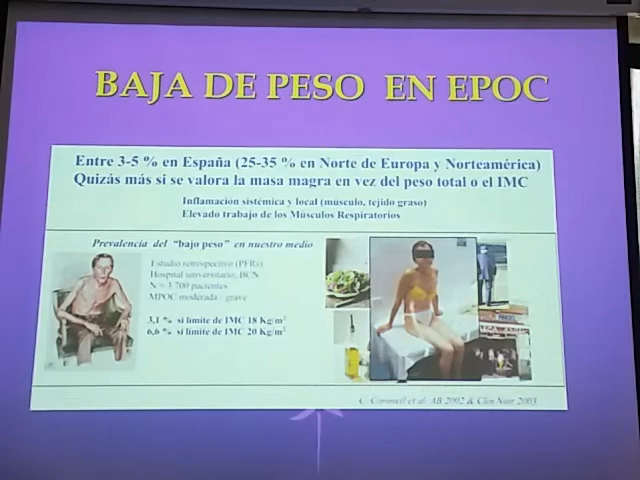 BAJA DE PESO EN EPOC
Entre 3-5 % en España (25-35 % en Norte de Europa y Norteamérica)
Quizás más si se valora la masa magra en vez del peso total o el IMC
Inflamación sistémica y local (músculo, tejido graso)
Elevado trabajo de los Músculos Respiratorios
Prevalencia del "bajo peso" en nuestro medio
Estudio retrospectivo (PFRs)
Hospital universitario, BCN
N = 3 700 pacientes
MPOC moderada - grave
3,1 % si límite de IMC 18 Kg/m²
6,6 % si límite de IMC 20 Kg/m²
C. Coronell et al. AB 2002 & Clin Nutr 2003